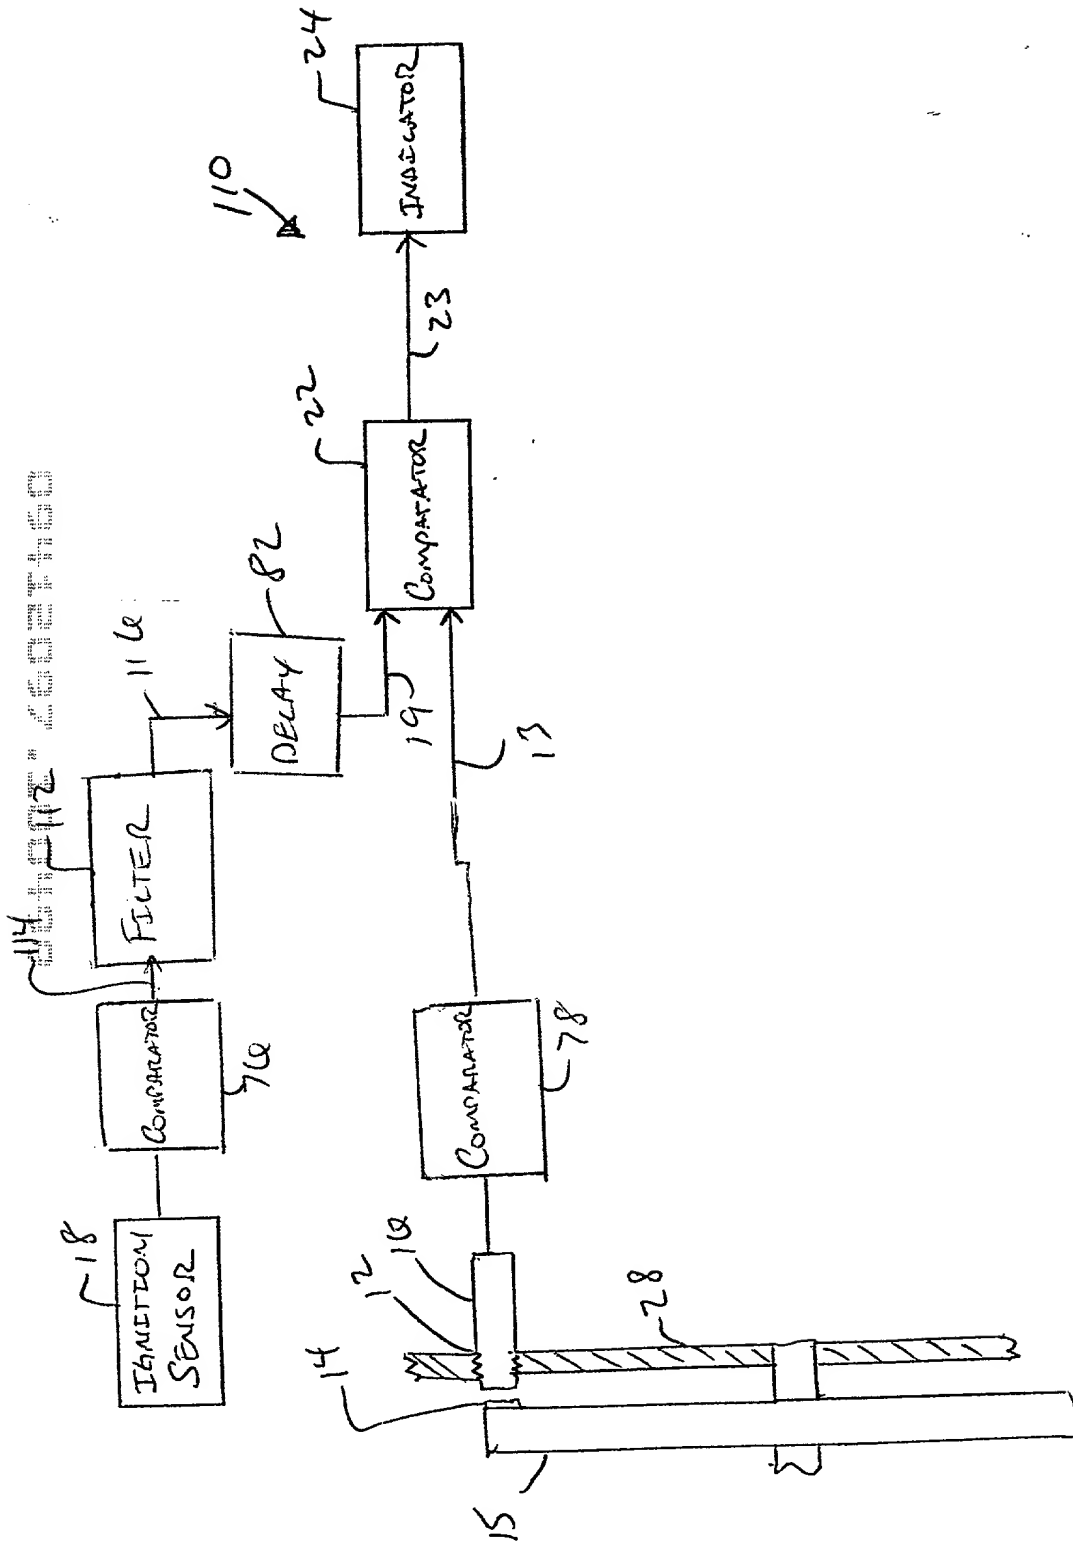 110
18
IGNITION
SENSOR
COMPARATOR
76
114
FILTER
112
116
DELAY
82
19
COMPARATOR
22
23
INDICATOR
24
13
COMPARATOR
78
16
12
14
15
28